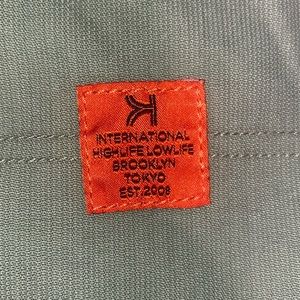 INTERNATIONAL
HIGHLIFE LOWLIFE
BROOKLYN
TOKYO
EST.2008